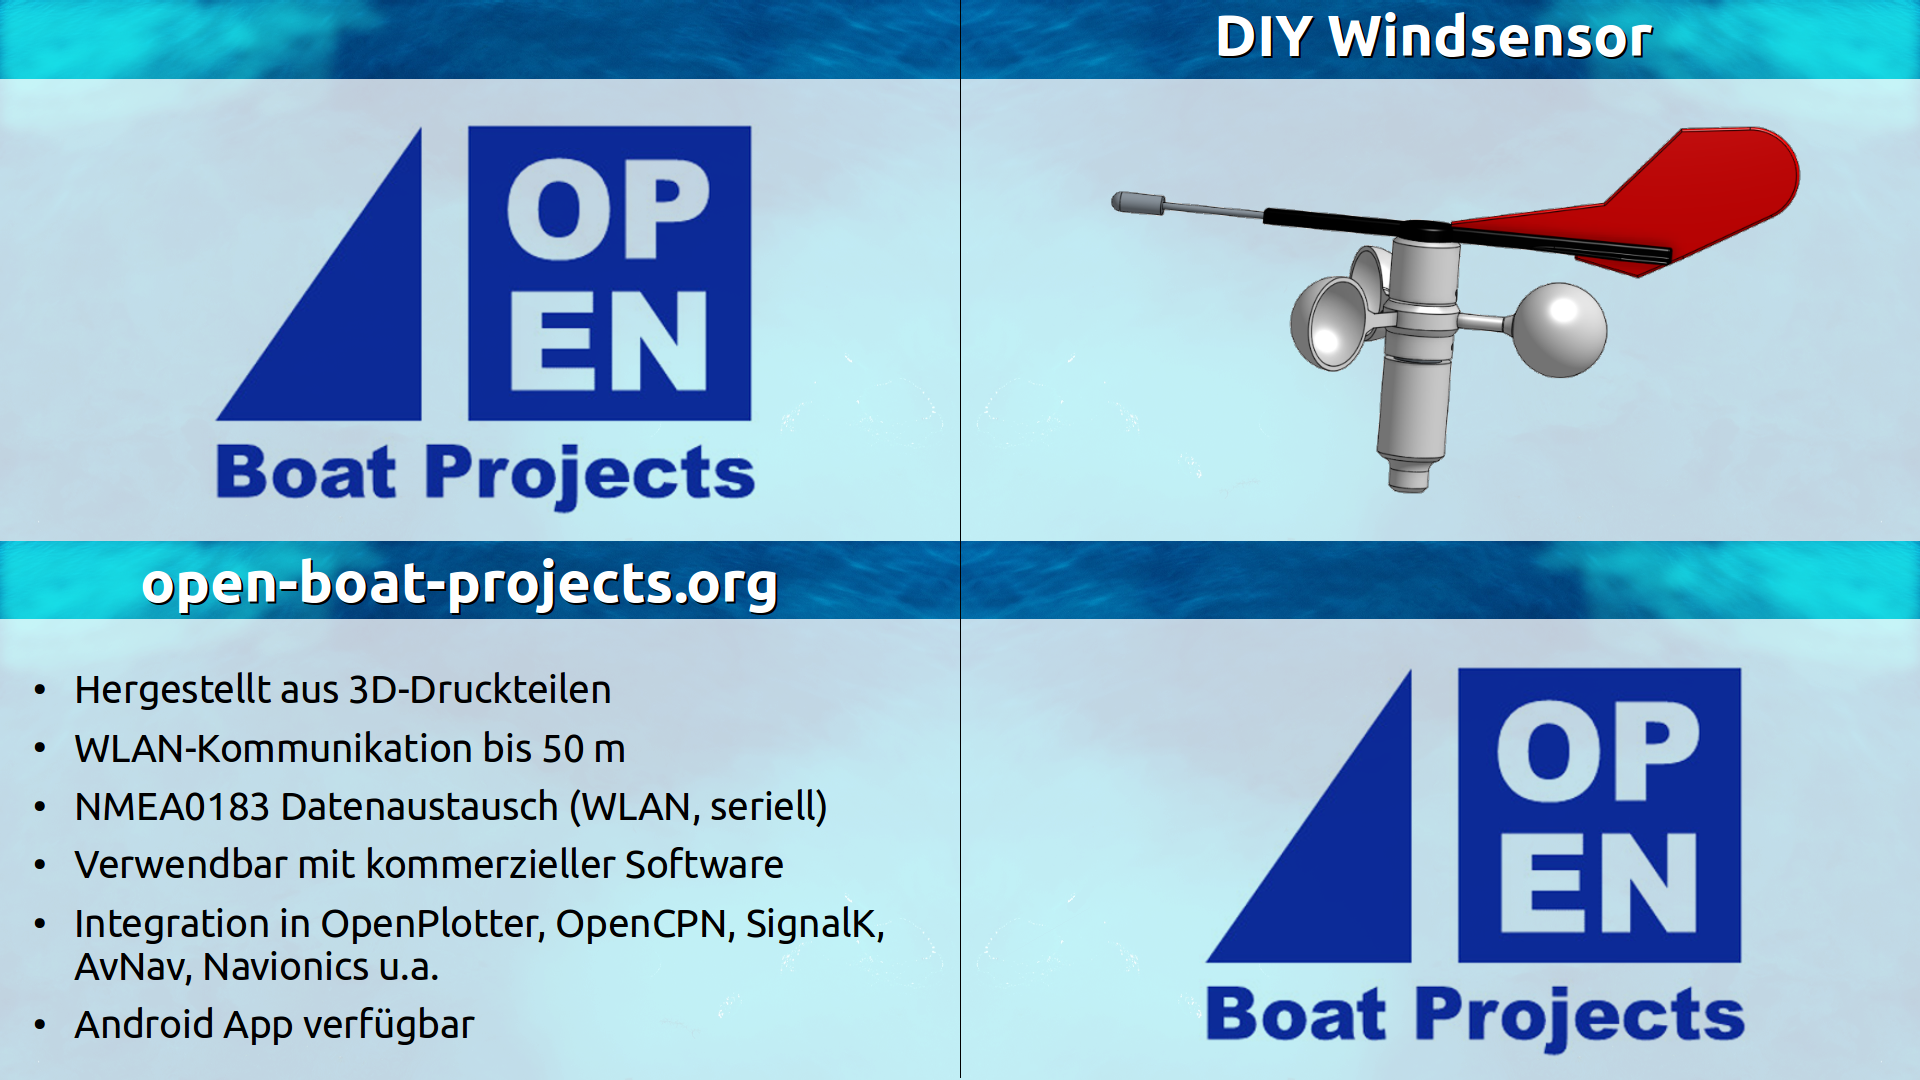 OP
EN
Boat Projects
DIY Windsensor
open-boat-projects.org
• Hergestellt aus 3D-Druckteilen
• WLAN-Kommunikation bis 50 m
• NMEA0183 Datenaustausch (WLAN, seriell)
• Verwendbar mit kommerzieller Software
• Integration in OpenPlotter, OpenCPN, SignalK,
AvNav, Navionics u.a.
• Android App verfügbar
OP
EN
Boat Projects